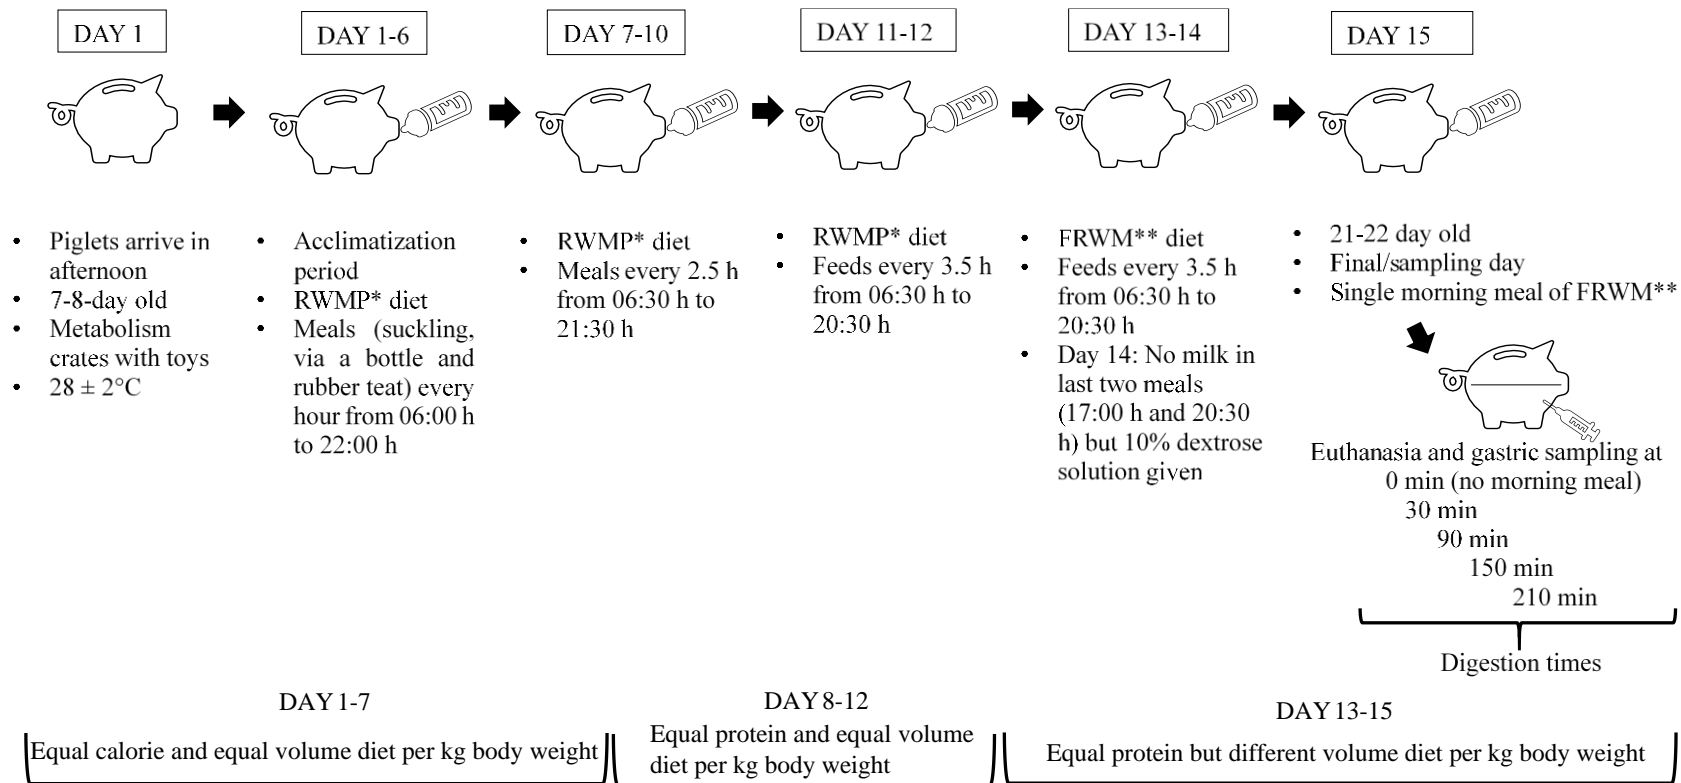 DAY 1
DAY 1-6
DAY 7-10
DAY 11-12
DAY 13-14
DAY 15
• Piglets arrive in
afternoon
• 7-8-day old
• Metabolism
crates with toys
• 28 ± 2°C
• Acclimatization
period
• RWMP* diet
• Meals (suckling,
via a bottle and
rubber teat) every
hour from 06:00 h
to 22:00 h
• RWMP* diet
• Meals every 2.5 h
from 06:30 h to
21:30 h
• RWMP* diet
• Feeds every 3.5 h
from 06:30 h to
20:30 h
• FRWM** diet
• Feeds every 3.5 h
from 06:30 h to
20:30 h
• Day 14: No milk in
last two meals
(17:00 h and 20:30
h) but 10% dextrose
solution given
• 21-22 day old
• Final/sampling day
• Single morning meal of FRWM**
Euthanasia and gastric sampling at
0 min (no morning meal)
30 min
90 min
150 min
210 min
Digestion times
DAY 1-7
Equal calorie and equal volume diet per kg body weight
DAY 8-12
Equal protein and equal volume
diet per kg body weight
DAY 13-15
Equal protein but different volume diet per kg body weight